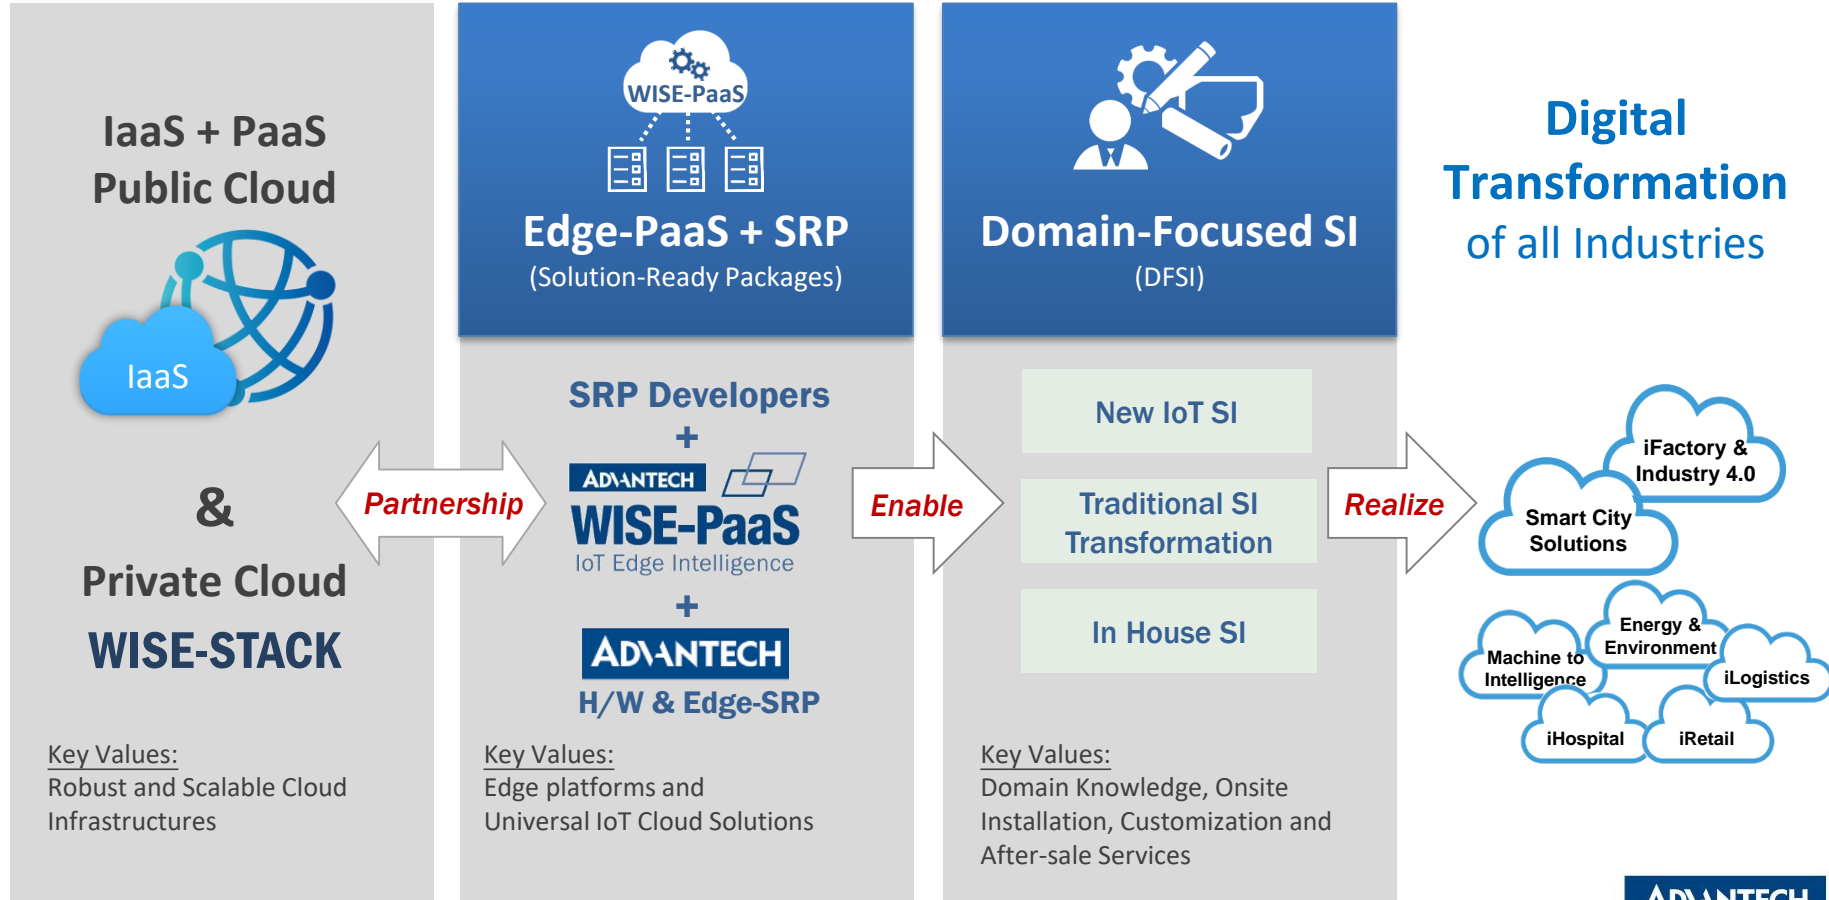 IaaS + PaaS
Public Cloud
IaaS
&
Private Cloud
WISE-STACK
Key Values:
Robust and Scalable Cloud
Infrastructures
Partnership
WISE-PaaS
Edge-PaaS + SRP
(Solution-Ready Packages)
SRP Developers
+
ADVANTECH
WISE-PaaS
IoT Edge Intelligence
+
ADVANTECH
H/W & Edge-SRP
Key Values:
Edge platforms and
Universal IoT Cloud Solutions
Enable
Domain-Focused SI
(DFSI)
New IoT SI
Traditional SI
Transformation
In House SI
Key Values:
Domain Knowledge, Onsite
Installation, Customization and
After-sale Services
Realize
Digital
Transformation
of all Industries
iFactory &
Industry 4.0
Smart City
Solutions
Energy &
Environment
Machine to
Intelligence
iLogistics
iHospital
iRetail
ADVANTECH